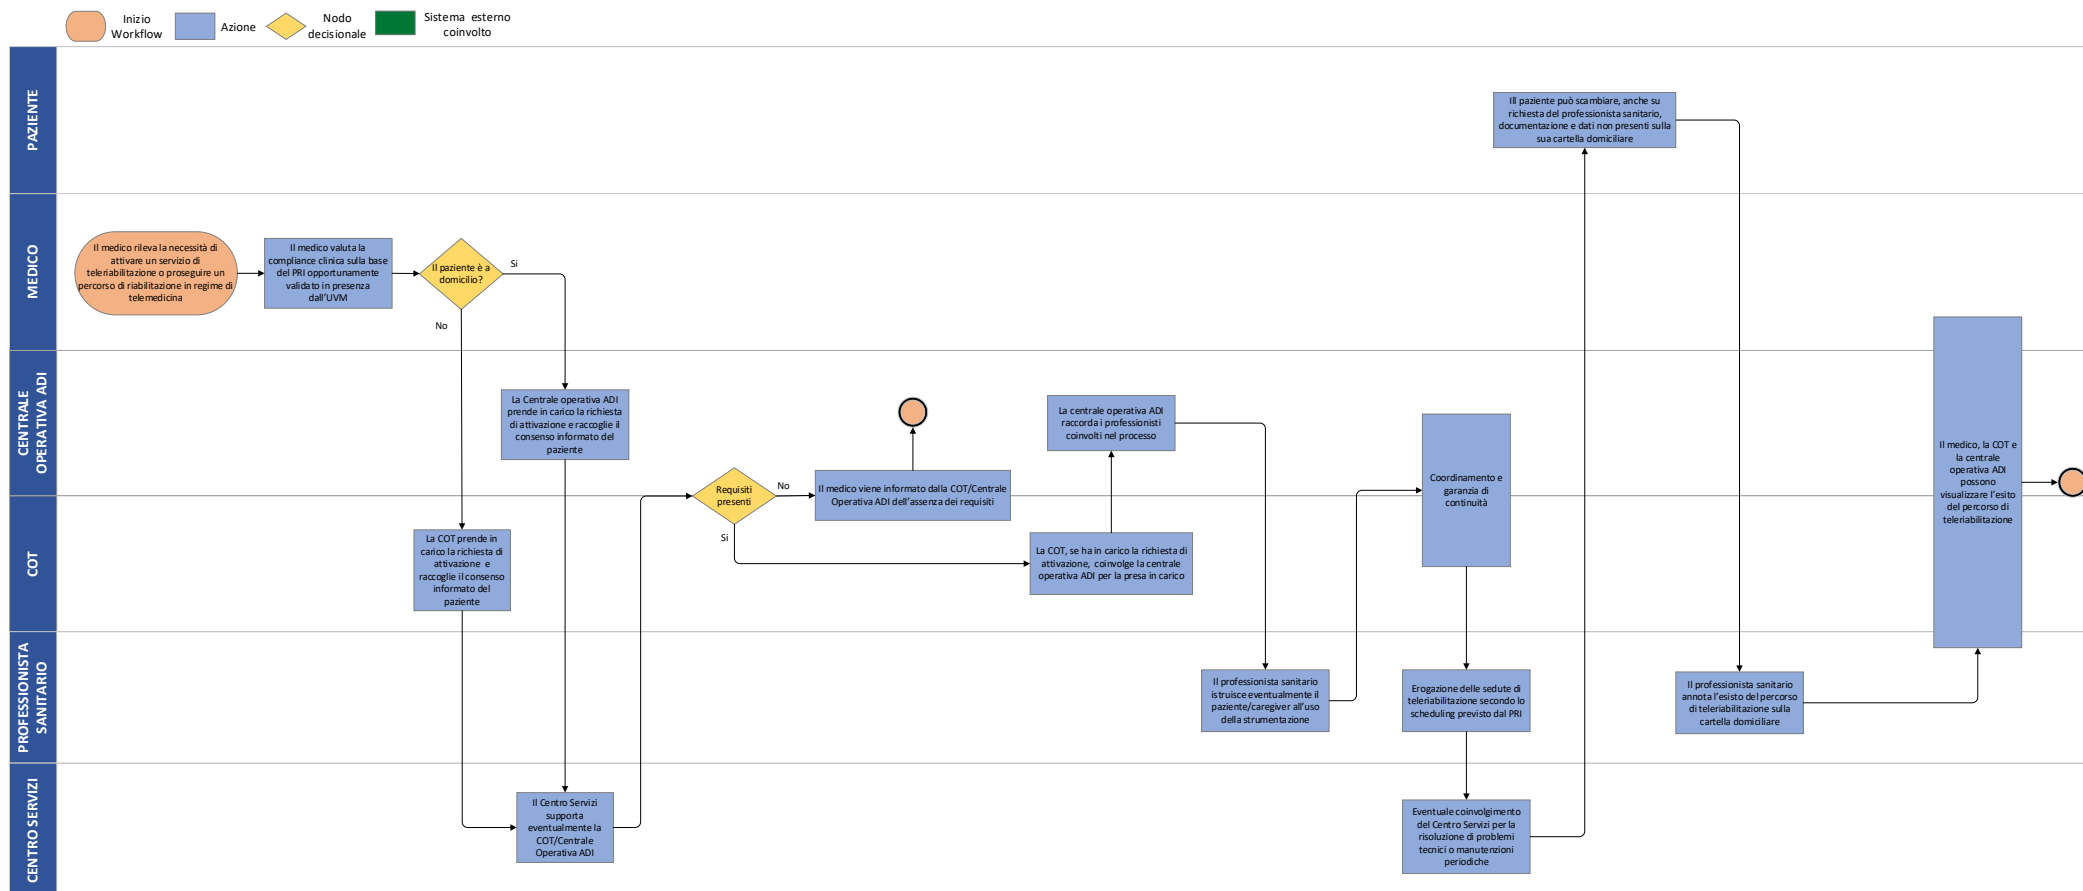 Inizio
Workflow
Azione
Nodo
decisionale
Sistema esterno
coinvolto
PAZIENTE
III paziente può scambiare, anche su
richiesta del professionista sanitario,
documentazione e dati non presenti sulla
sua cartella domiciliare
MEDICO
Il medico rileva la necessità di
attivare un servizio di
teleriabilitazione o proseguire un
percorso di riabilitazione in regime di
telemedicina
Il medico valuta la
compliance clinica sulla base
del PRI opportunamente
validato in presenza
dall'UVM
Il paziente è a
domicilio?
Si
No
CENTRALE
OPERATIVA ADI
La Centrale operativa ADI
prende in carico la richiesta
di attivazione e raccoglie il
consenso informato del
paziente
Requisiti
presenti
No
Si
Il medico viene informato dalla COT/Centrale
Operativa ADI dell'assenza dei requisiti
La centrale operativa ADI
raccorda i professionisti
coinvolti nel processo
Coordinamento e
garanzia di
continuità
Il medico, la COT e
la centrale
operativa ADI
possono
visualizzare l'esito
del percorso di
teleriabilitazione
COT
La COT prende in
carico la richiesta di
attivazione e
raccoglie il consenso
informato del
paziente
La COT, se ha in carico la richiesta di
attivazione, coinvolge la centrale
operativa ADI per la presa in carico
PROFESSIONISTA
SANITARIO
Il professionista sanitario
istruisce eventualmente il
paziente/caregiver all'uso
della strumentazione
Erogazione delle sedute di
teleriabilitazione secondo lo
scheduling previsto dal PRI
Il professionista sanitario
annota l'esisto del percorso
di teleriabilitazione sulla
cartella domiciliare
CENTRO SERVIZI
Il Centro Servizi
supporta
eventualmente la
COT/Centrale
Operativa ADI
Eventuale coinvolgimento
del Centro Servizi per la
risoluzione di problemi
tecnici o manutenzioni
periodiche